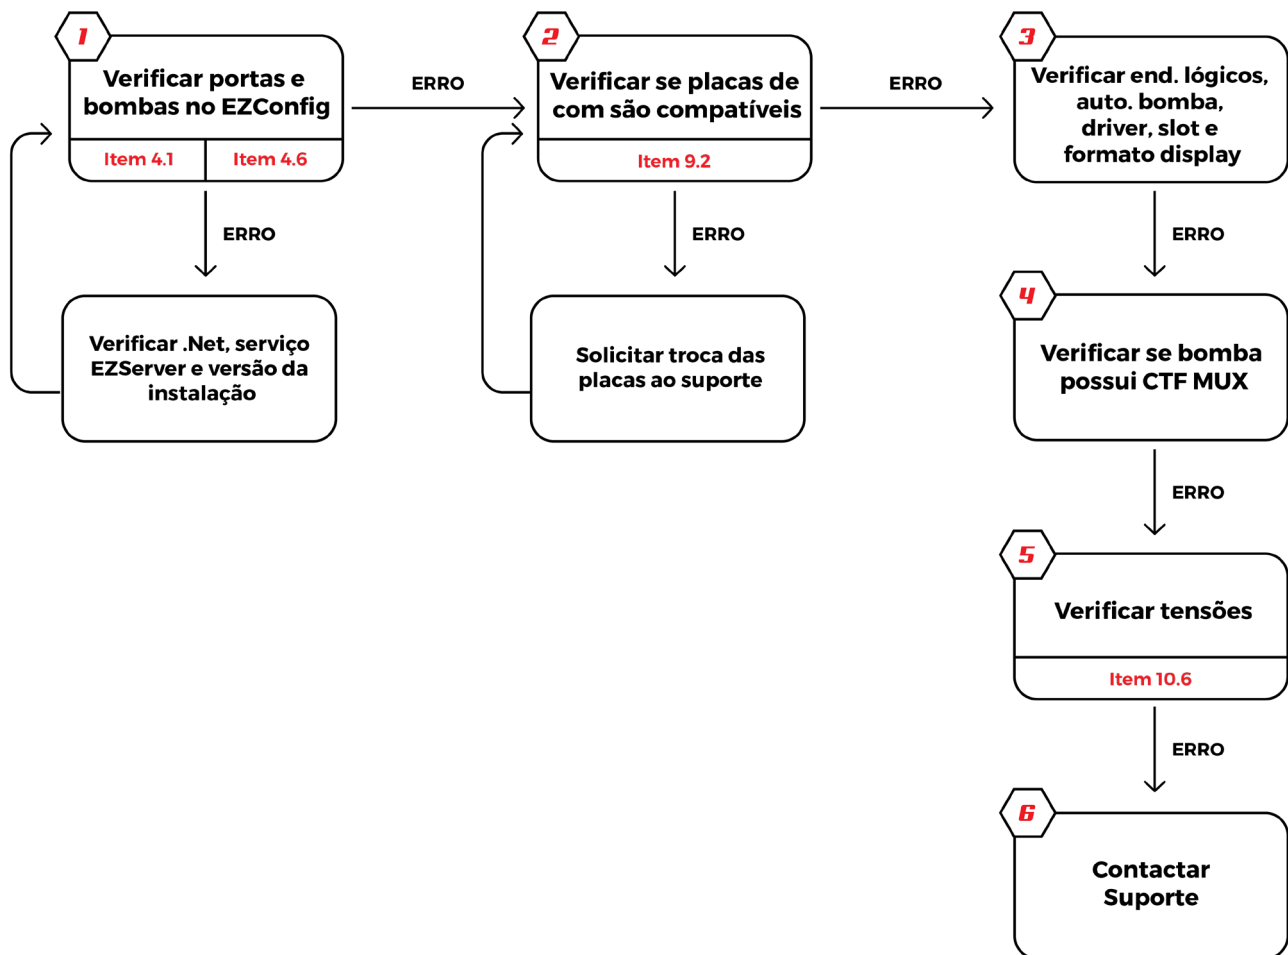 1
Verificar portas e
bombas no EZConfig
Item 4.1
Item 4.6
ERRO
ERRO
Verificar .Net, serviço
EZServer e versão da
instalação
2
Verificar se placas de
com são compatíveis
Item 9.2
ERRO
ERRO
Solicitar troca das
placas ao suporte
3
Verificar end. lógicos,
auto. bomba,
driver, slot e
formato display
ERRO
4
Verificar se bomba
possui CTF MUX
ERRO
5
Verificar tensões
Item 10.6
ERRO
6
Contactar
Suporte